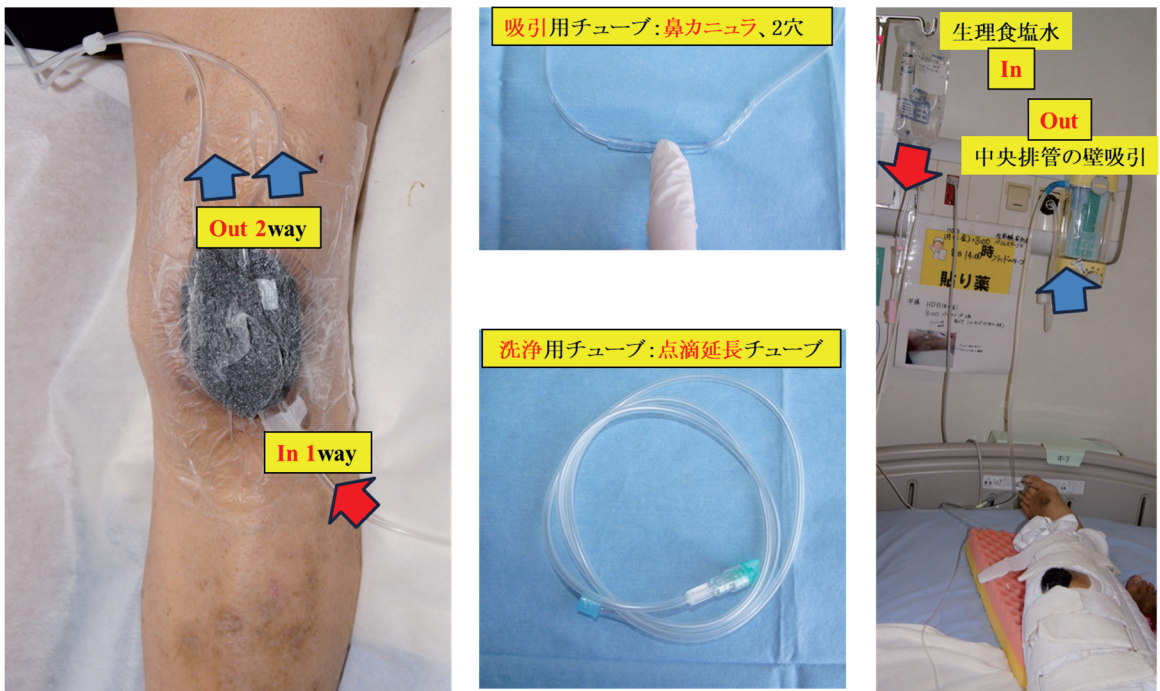 Out 2way
In 1way
吸引用チューブ：鼻カニュラ、2穴
洗浄用チューブ：点滴延長チューブ
生理食塩水
In
Out
中央排管の壁吸引
貼り薬